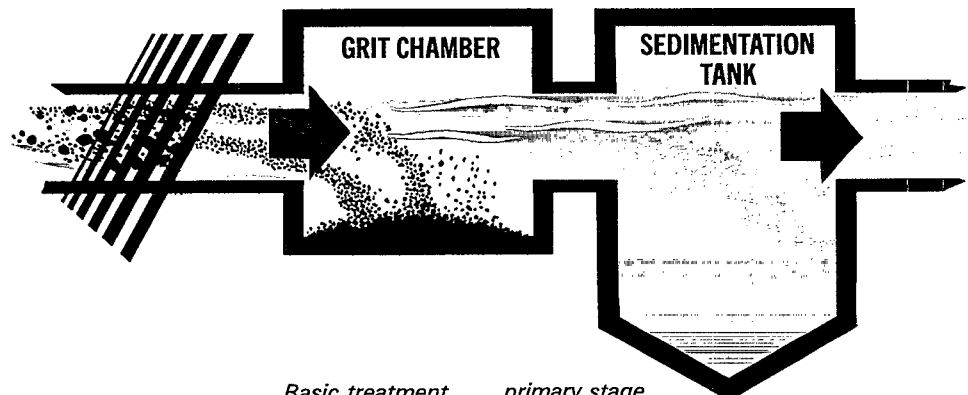 GRIT CHAMBER
SEDIMENTATION
TANK
Basic treatment primary stage